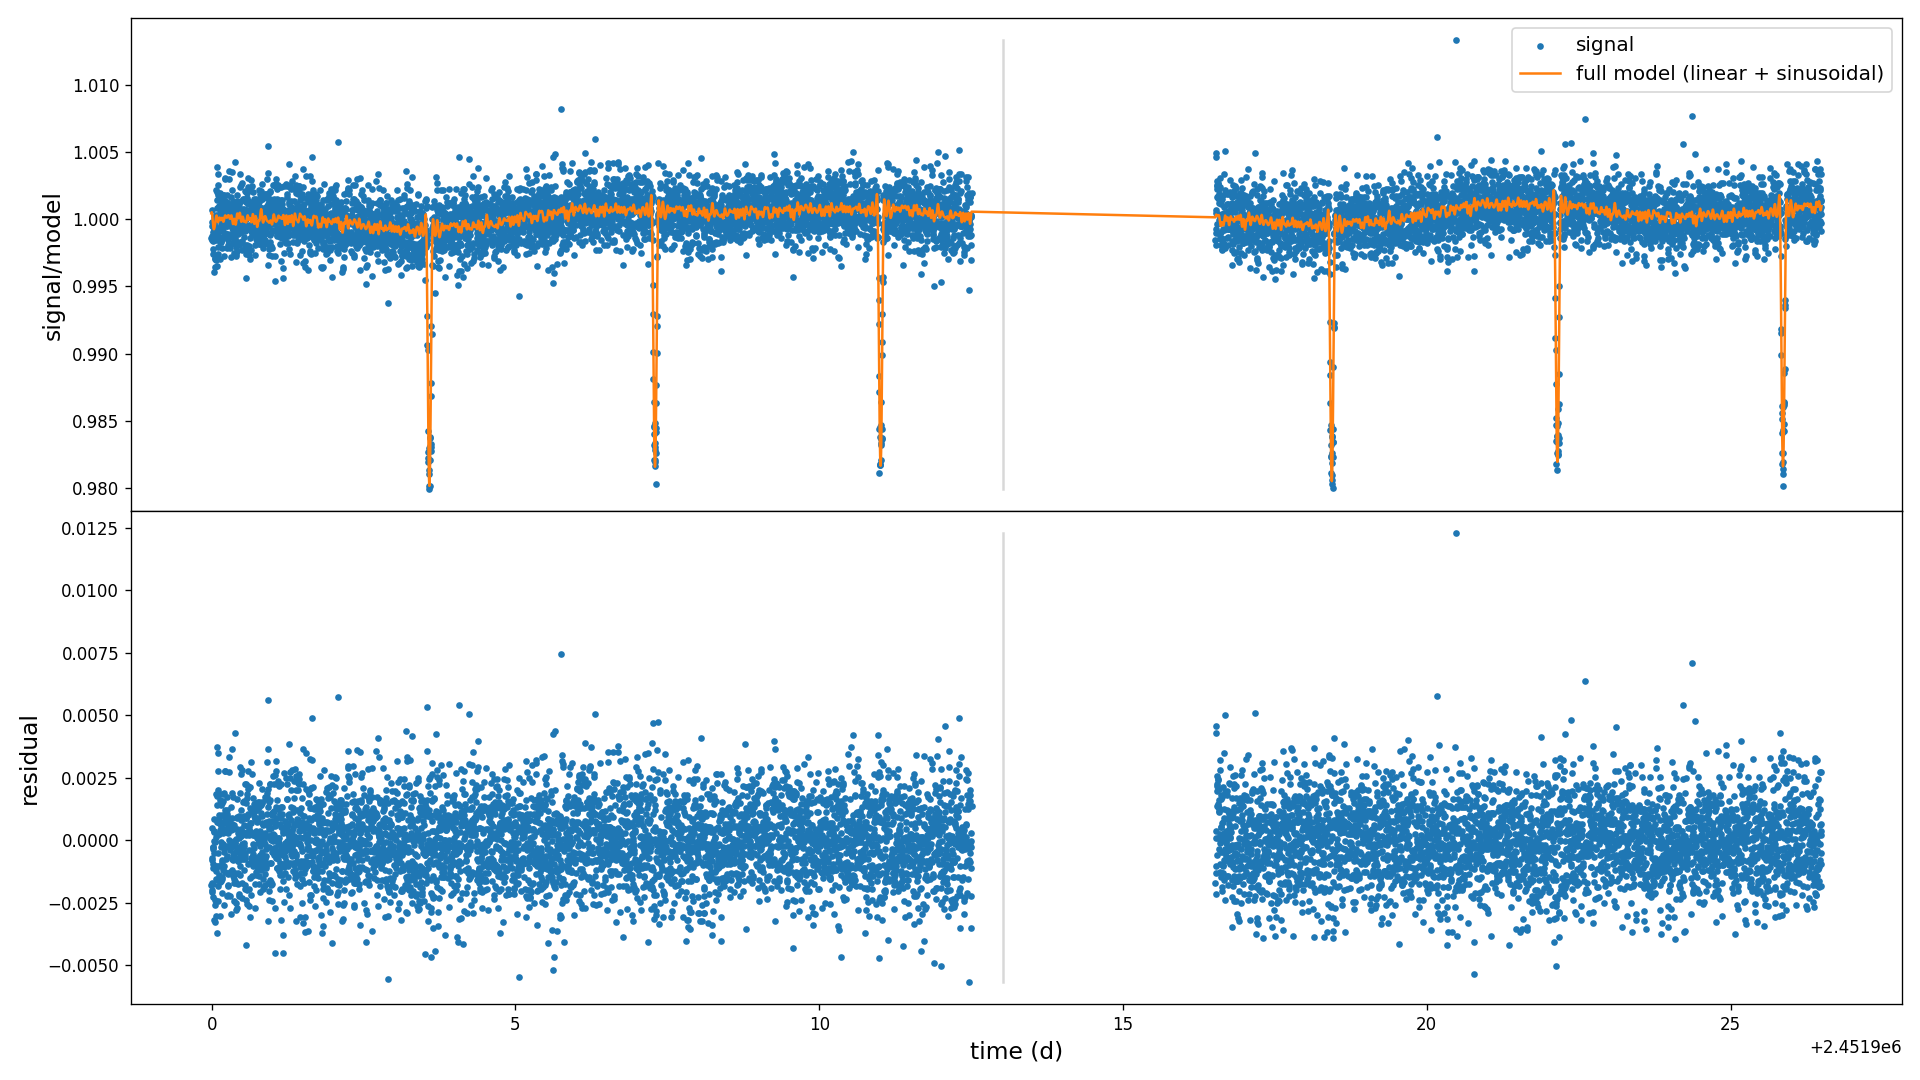 signal
full model (linear + sinusoidal)
1.010
1.005
1.000
0.995
0.990
0.985
0.980
signal/model
0.0125
0.0100
0.0075
0.0050
0.0025
0.0000
−0.0025
−0.0050
residual
0 5 10 15 20 25
time (d)
+2.4519e6